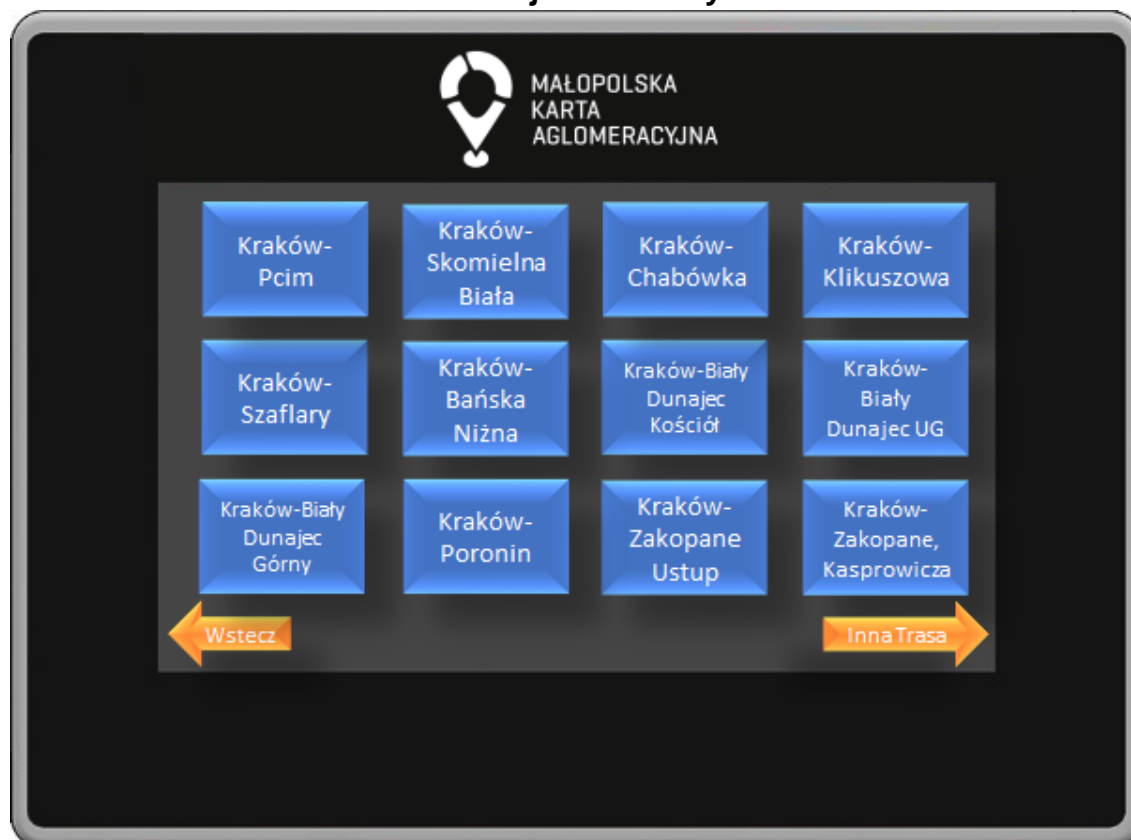 MAŁOPOLSKA
KARTA
AGLOMERACYJNA
Kraków-
Pcim
Kraków-
Skomielna
Biała
Kraków-
Chabówka
Kraków-
Klikuszowa
Kraków-
Szaflary
Kraków-
Bańska
Niżna
Kraków-Biały
Dunajec
Kościół
Kraków-
Biały
Dunajec UG
Kraków-Biały
Dunajec
Górny
Kraków-
Poronin
Kraków-
Zakopane
Ustup
Kraków-
Zakopane,
Kasprowicza
Wstecz
Inna Trasa